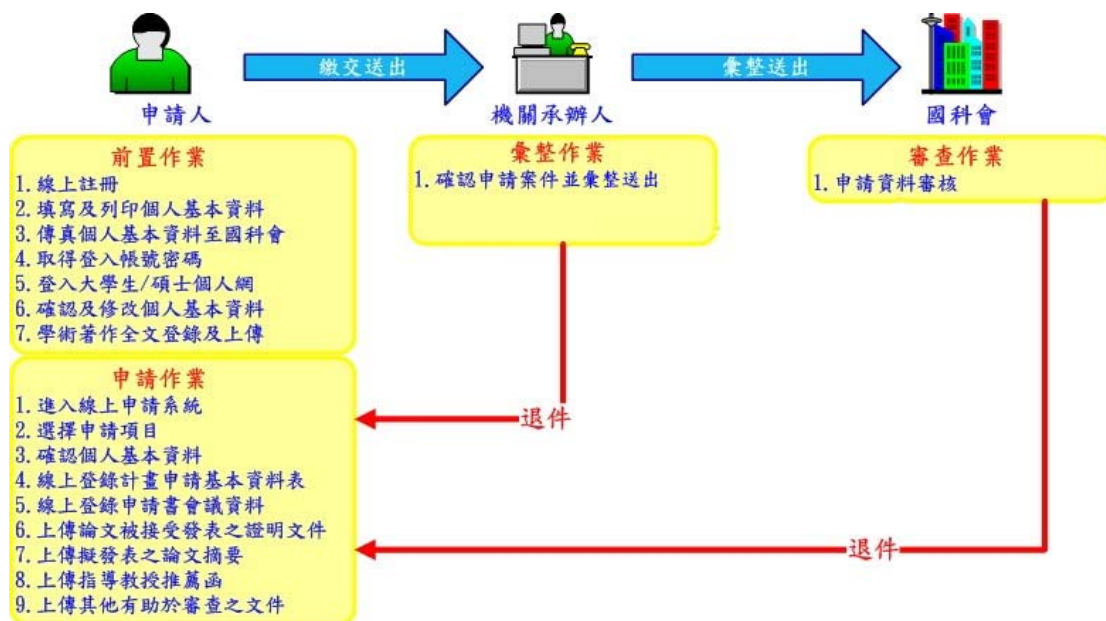 繳交送出
彙整送出
申請人
機關承辦人
國科會
前置作業
1.線上註冊
2.填寫及列印個人基本資料
3.傳真個人基本資料至國科會
4.取得登入帳號密碼
5.登入大學生/碩士個人網
6.確認及修改個人基本資料
7.學術著作全文登錄及上傳
彙整作業
1.確認申請案件並彙整送出
審查作業
1.申請資料審核
申請作業
1.進入線上申請系統
2.選擇申請項目
3.確認個人基本資料
4.線上登錄計畫申請基本資料表
5.線上登錄申請書會議資料
6.上傳論文被接受發表之證明文件
7.上傳擬發表之論文摘要
8.上傳指導教授推薦函
9.上傳其他有助於審查之文件
退件
退件